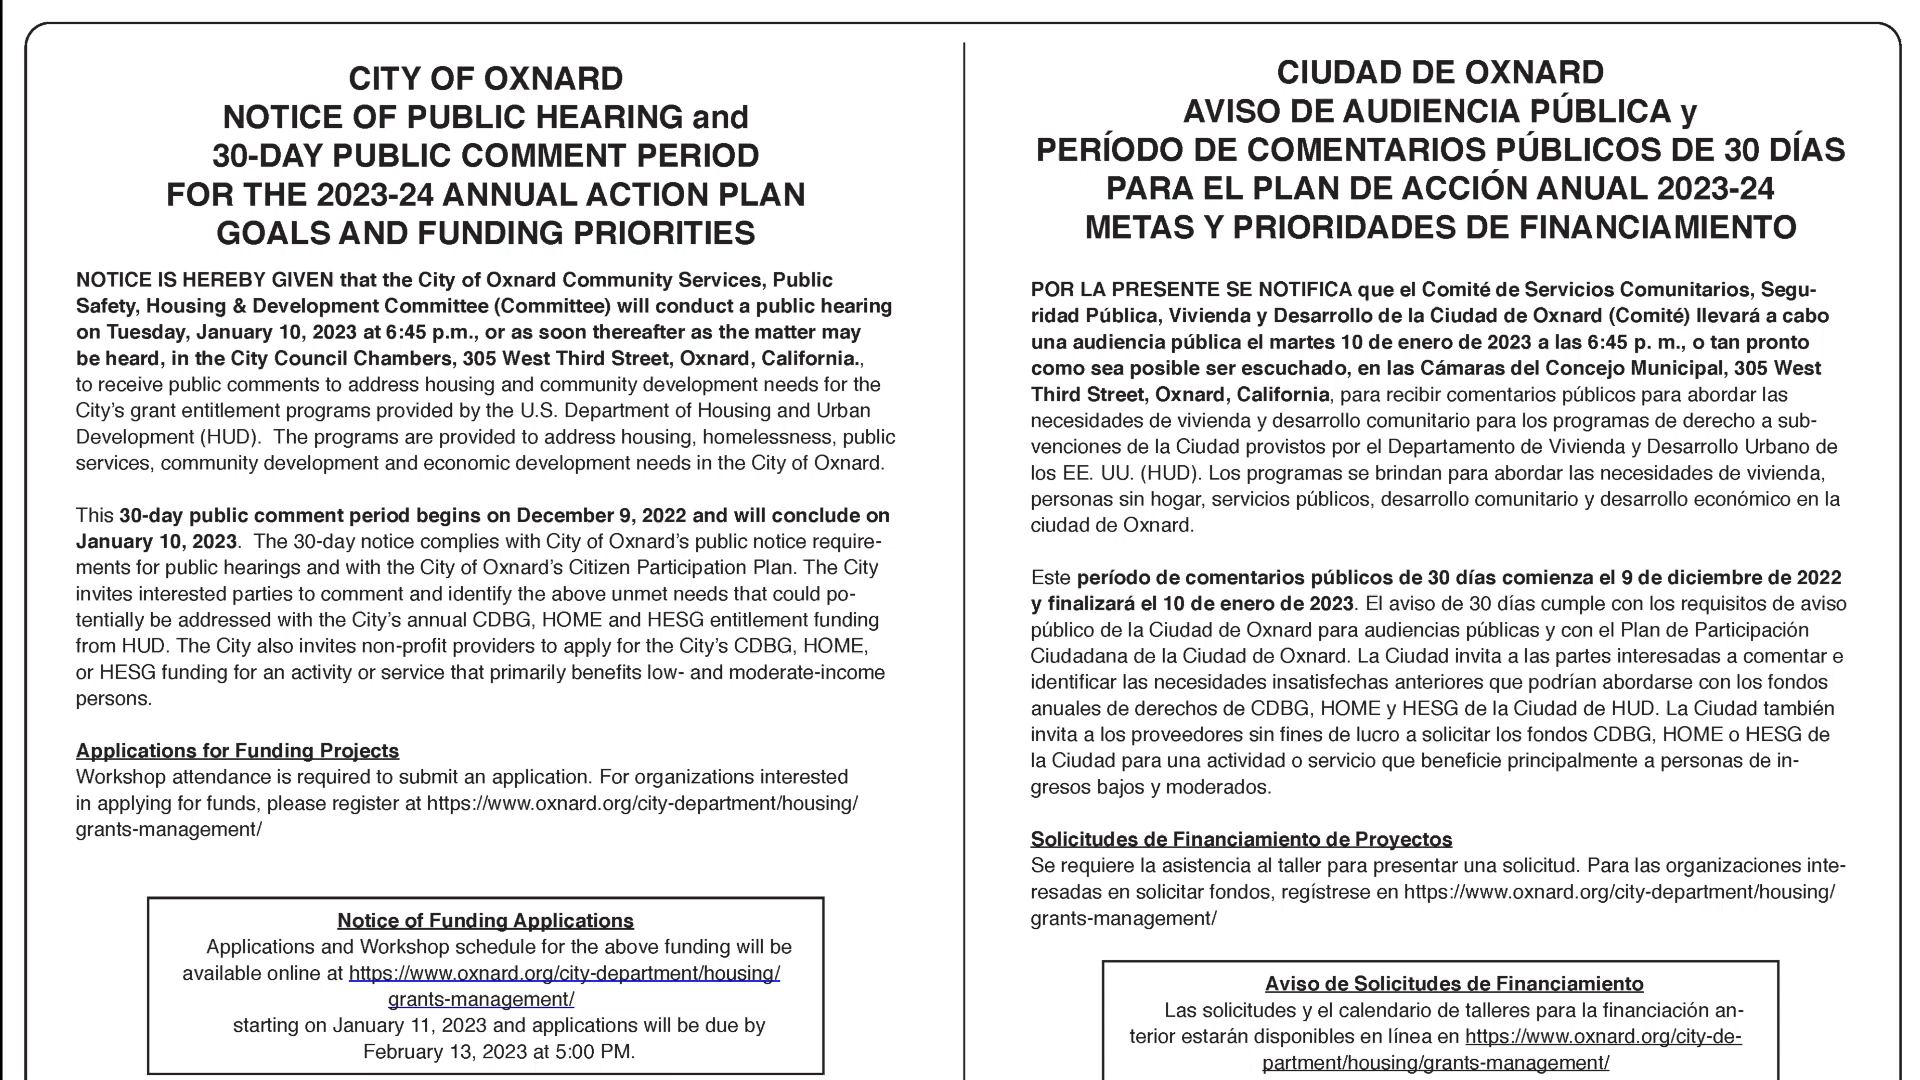 CITY OF OXNARD
NOTICE OF PUBLIC HEARING and
30-DAY PUBLIC COMMENT PERIOD
FOR THE 2023-24 ANNUAL ACTION PLAN
GOALS AND FUNDING PRIORITIES
NOTICE IS HEREBY GIVEN that the City of Oxnard Community Services, Public
Safety, Housing & Development Committee (Committee) will conduct a public hearing
on Tuesday, January 10, 2023 at 6:45 p.m., or as soon thereafter as the matter may
be heard, in the City Council Chambers, 305 West Third Street, Oxnard, California.,
to receive public comments to address housing and community development needs for the
City’s grant entitlement programs provided by the U.S. Department of Housing and Urban
Development (HUD).  The programs are provided to address housing, homelessness, public
services, community development and economic development needs in the City of Oxnard.
This 30-day public comment period begins on December 9, 2022 and will conclude on
January 10, 2023.  The 30-day notice complies with City of Oxnard’s public notice require-
ments for public hearings and with the City of Oxnard’s Citizen Participation Plan. The City
invites interested parties to comment and identify the above unmet needs that could po-
tentially be addressed with the City’s annual CDBG, HOME and HESG entitlement funding
from HUD. The City also invites non-profit providers to apply for the City’s CDBG, HOME,
or HESG funding for an activity or service that primarily benefits low- and moderate-income
persons.
Applications for Funding Projects
Workshop attendance is required to submit an application. For organizations interested
in applying for funds, please register at https://www.oxnard.org/city-department/housing/
grants-management/
Notice of Funding Applications
Applications and Workshop schedule for the above funding will be
available online at https://www.oxnard.org/city-department/housing/
grants-management/
starting on January 11, 2023 and applications will be due by
February 13, 2023 at 5:00 PM.
CIUDAD DE OXNARD
AVISO DE AUDIENCIA PÚBLICA y
PERÍODO DE COMENTARIOS PÚBLICOS DE 30 DÍAS
PARA EL PLAN DE ACCIÓN ANUAL 2023-24
METAS Y PRIORIDADES DE FINANCIAMIENTO
POR LA PRESENTE SE NOTIFICA que el Comité de Servicios Comunitarios, Segu-
ridad Pública, Vivienda y Desarrollo de la Ciudad de Oxnard (Comité) llevará a cabo
una audiencia pública el martes 10 de enero de 2023 a las 6:45 p. m., o tan pronto
como sea posible ser escuchado, en las Cámaras del Concejo Municipal, 305 West
Third Street, Oxnard, California, para recibir comentarios públicos para abordar las
necesidades de vivienda y desarrollo comunitario para los programas de derecho a sub-
venciones de la Ciudad provistos por el Departamento de Vivienda y Desarrollo Urbano de
los EE. UU. (HUD). Los programas se brindan para abordar las necesidades de vivienda,
personas sin hogar, servicios públicos, desarrollo comunitario y desarrollo económico en la
ciudad de Oxnard.
Este período de comentarios públicos de 30 días comienza el 9 de diciembre de 2022
y finalizará el 10 de enero de 2023. El aviso de 30 días cumple con los requisitos de aviso
público de la Ciudad de Oxnard para audiencias públicas y con el Plan de Participación
Ciudadana de la Ciudad de Oxnard. La Ciudad invita a las partes interesadas a comentar e
identificar las necesidades insatisfechas anteriores que podrían abordarse con los fondos
anuales de derechos de CDBG, HOME y HESG de la Ciudad de HUD. La Ciudad también
invita a los proveedores sin fines de lucro a solicitar los fondos CDBG, HOME o HESG de
la Ciudad para una actividad o servicio que beneficie principalmente a personas de in-
gresos bajos y moderados.
Solicitudes de Financiamiento de Proyectos
Se requiere la asistencia al taller para presentar una solicitud. Para las organizaciones inte-
resadas en solicitar fondos, regístrese en https://www.oxnard.org/city-department/housing/
grants-management/
Aviso de Solicitudes de Financiamiento
Las solicitudes y el calendario de talleres para la financiación an-
terior estarán disponibles en línea en https://www.oxnard.org/city-de-
partment/housing/grants-management/